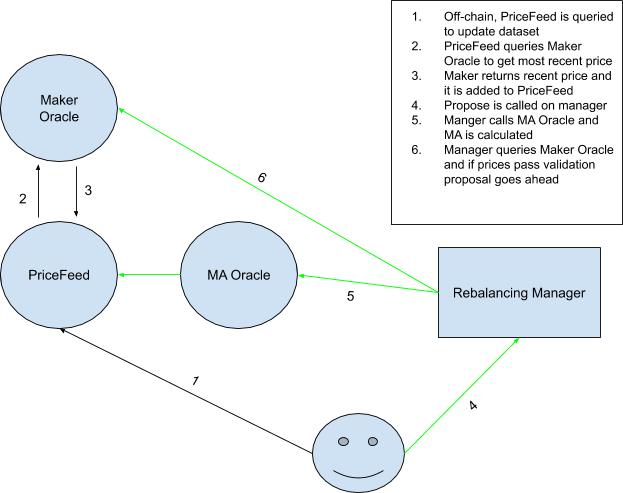 1. Off-chain, PriceFeed is queried
to update dataset
2. PriceFeed queries Maker
Oracle to get most recent price
3. Maker returns recent price and
it is added to PriceFeed
4. Propose is called on manager
5. Manger calls MA Oracle and
MA is calculated
6. Manager queries Maker Oracle
and if prices pass validation
proposal goes ahead
Maker
Oracle
6
2
3
PriceFeed
MA Oracle
5
Rebalancing Manager
1
4